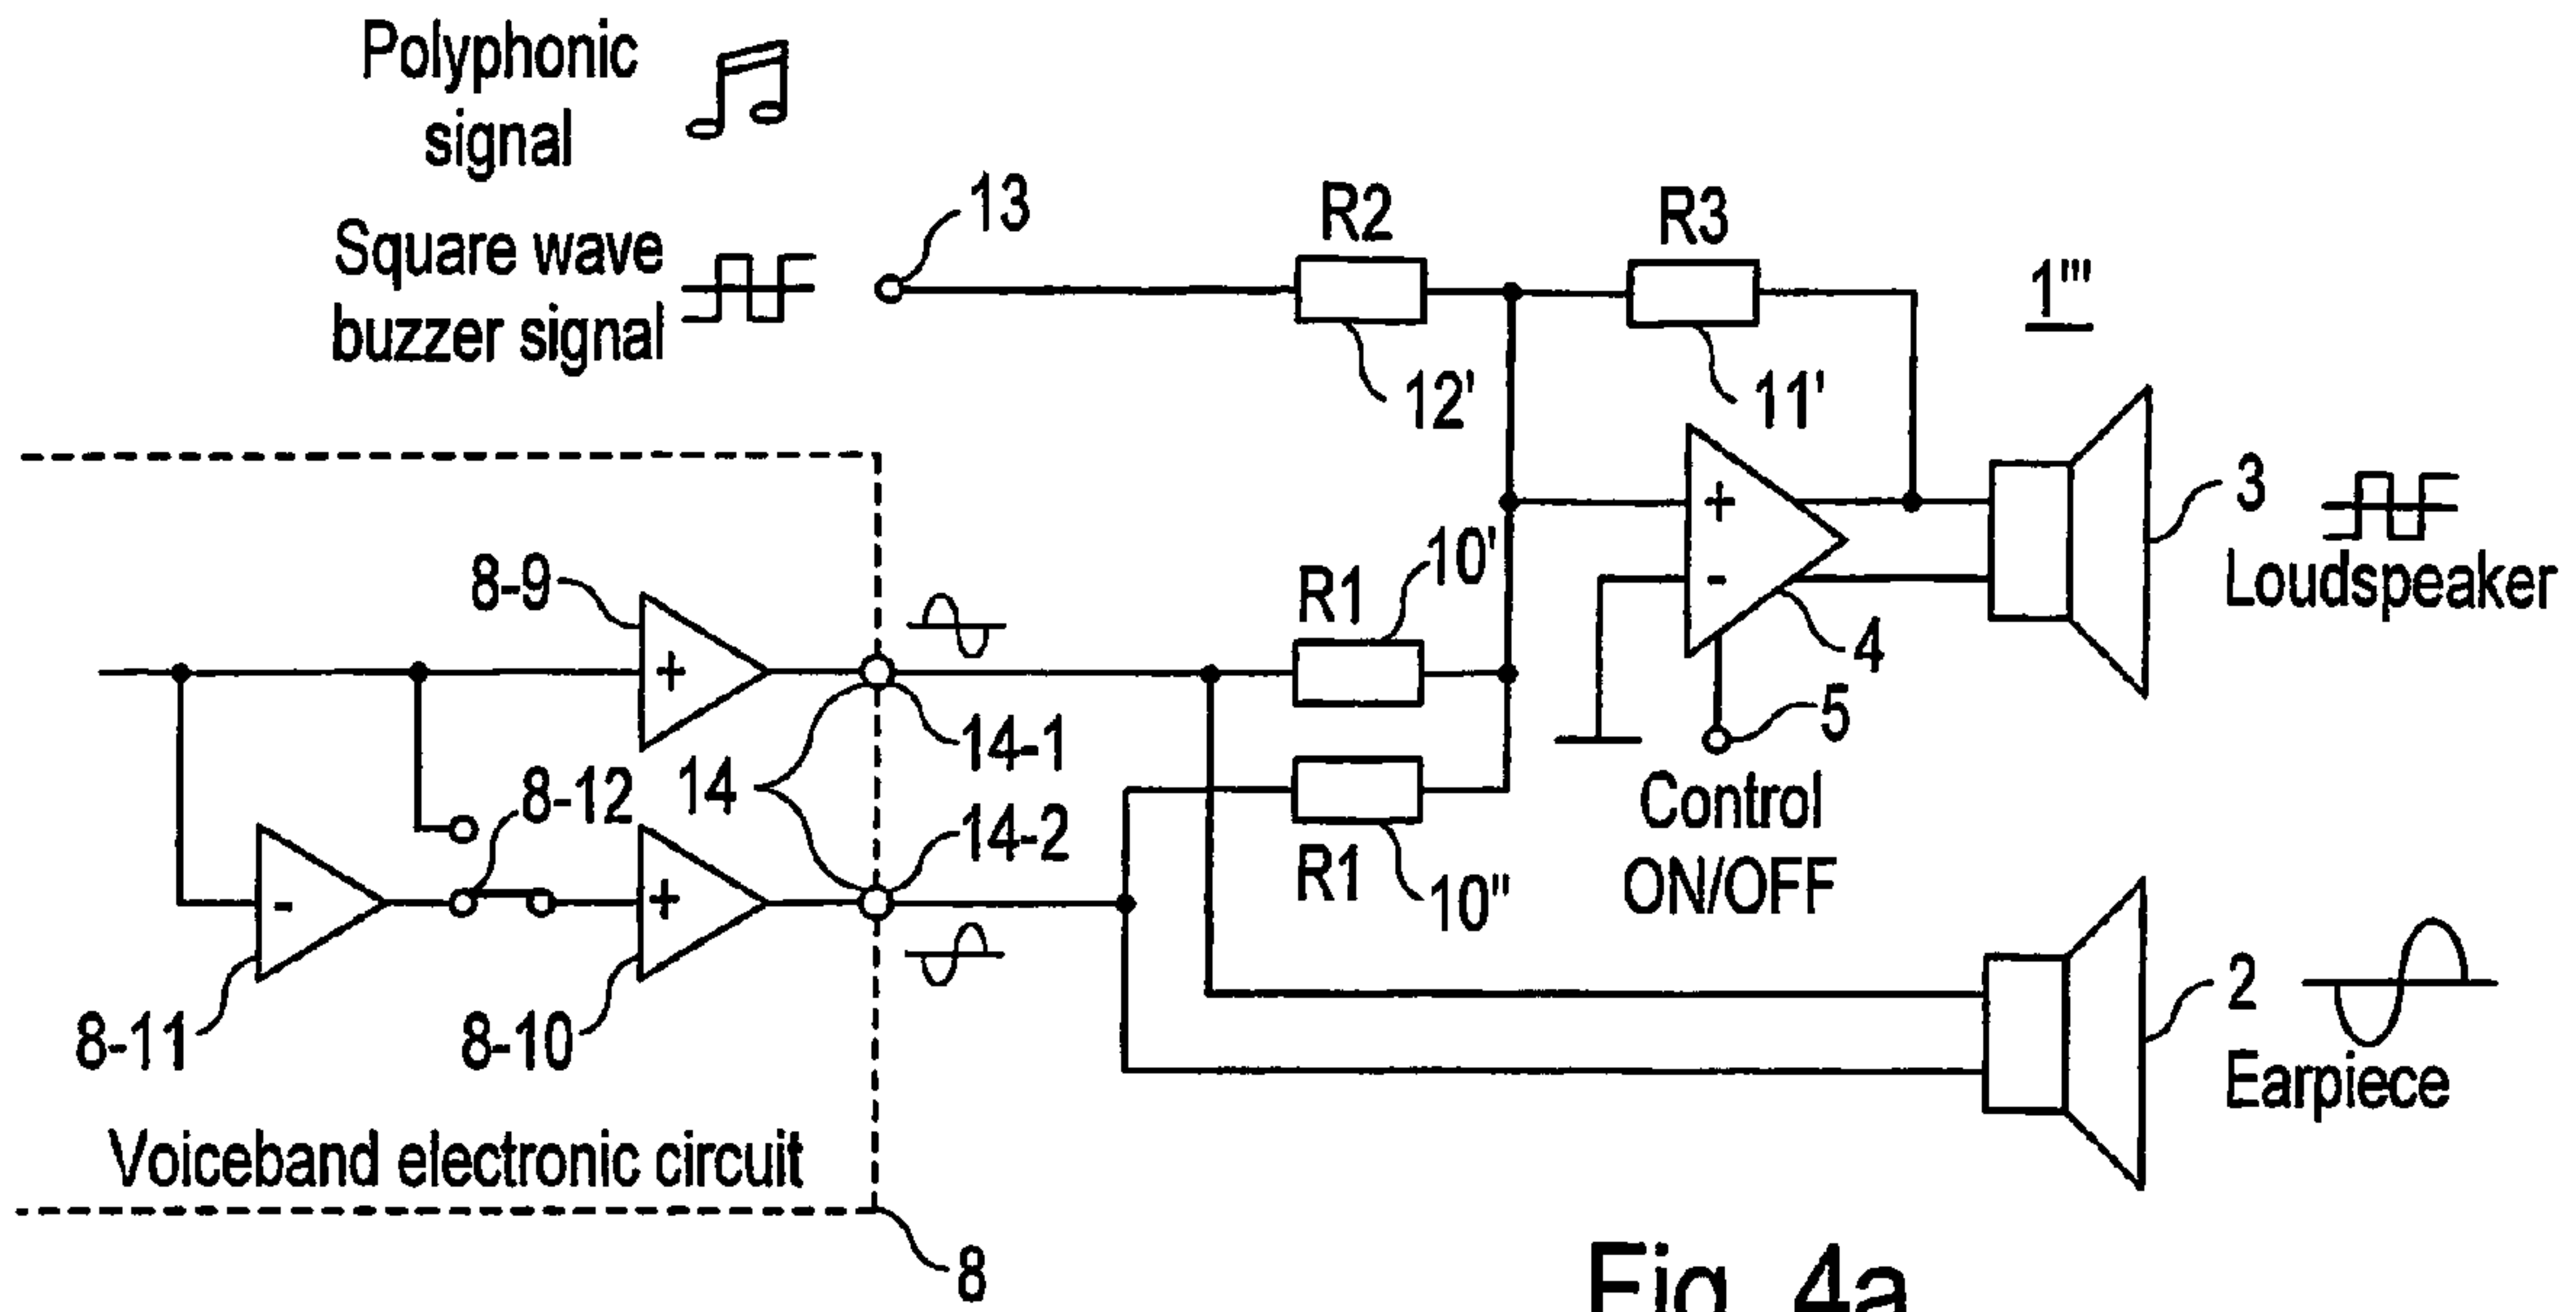 Polyphonic
signal
Square wave
buzzer signal
13
R2
12'
R3
11'
1'''
+
-
4
5
Control
ON/OFF
3
Loudspeaker
8-9
+
14-1
14
14-2
R1
10'
R1
10"
8-12
-
8-11
+
8-10
2
Earpiece
Voiceband electronic circuit
8
Fig. 4a